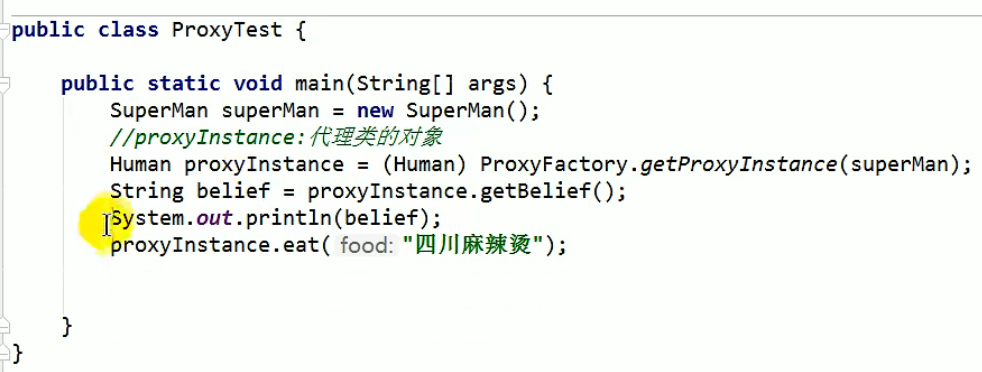 public class ProxyTest {
public static void main(String[] args) {
SuperMan superMan = new SuperMan();
//proxyInstance:代理类的对象
Human proxyInstance = (Human) ProxyFactory.getProxyInstance(superMan);
String belief = proxyInstance.getBelief();
System.out.println(belief);
proxyInstance.eat( food: "四川麻辣烫");
}
}